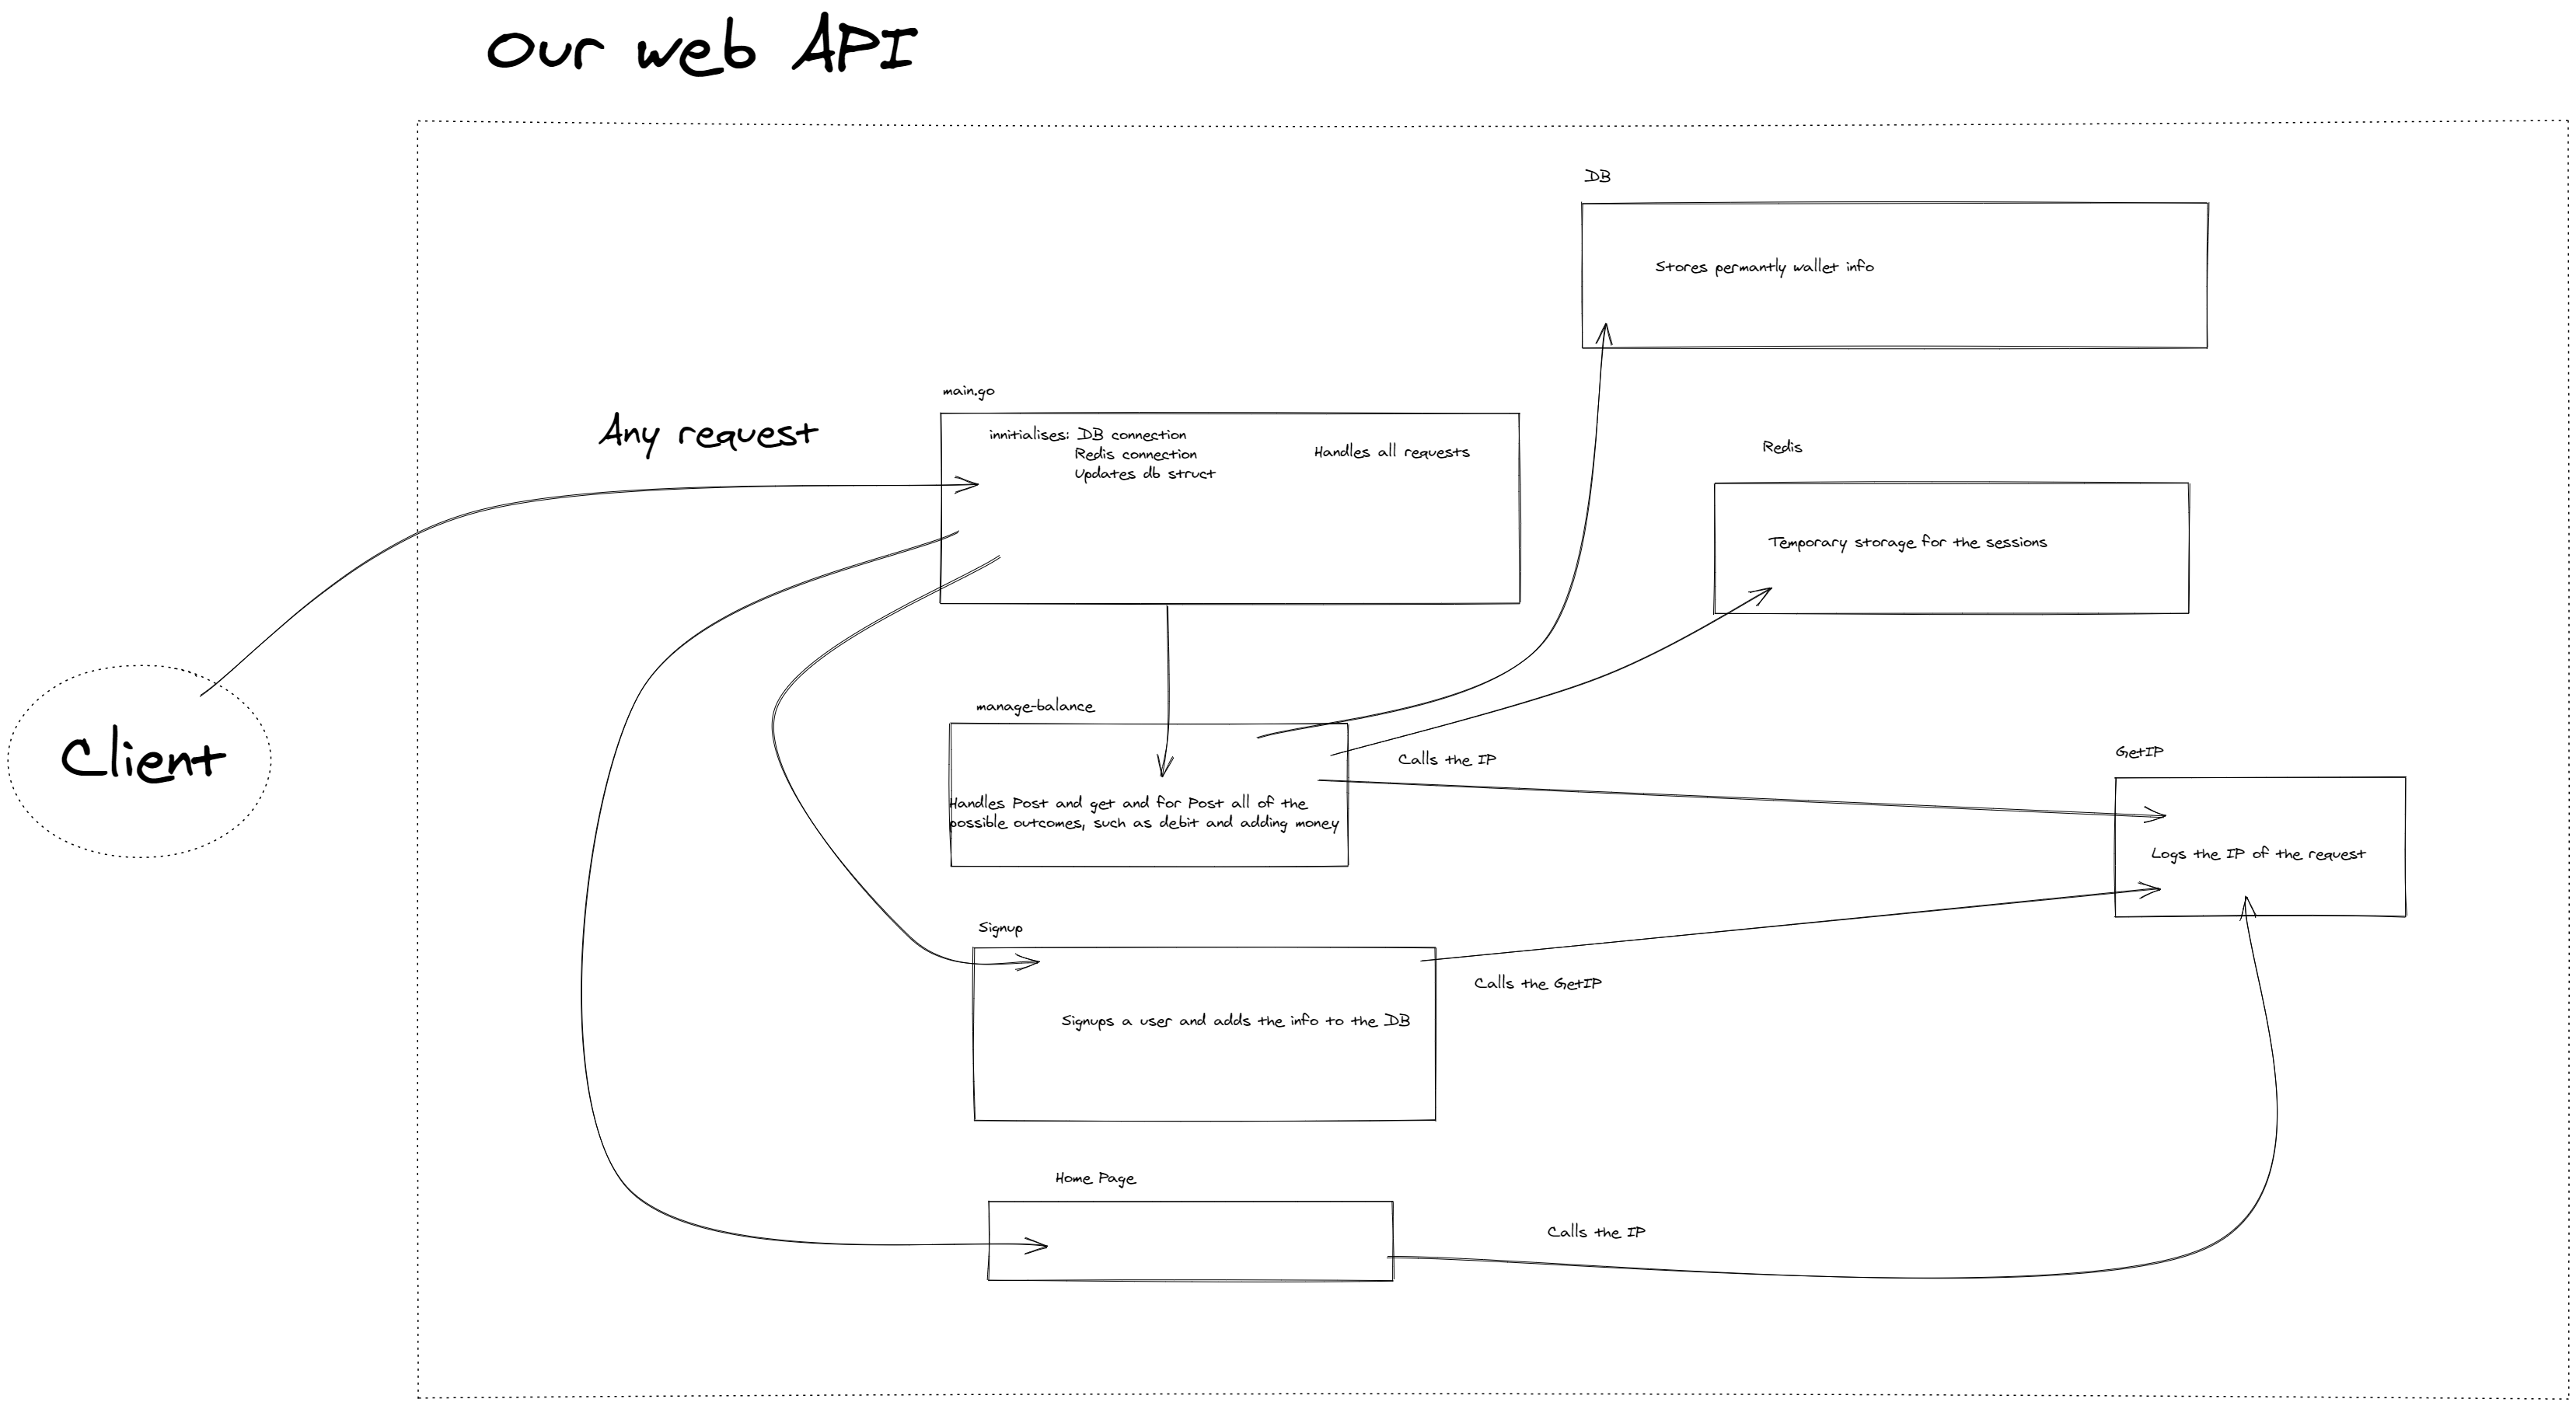 Our web API
DB
Stores permantly wallet info
main.go
innitialises: DB connection
Redis connection
Updates db struct
Handles all requests
Any request
Redis
Temporary storage for the sessions
Client
manage-balance
Handles Post and get and for Post all of the
possible outcomes, such as debit and adding money
Calls the IP
GetIP
Logs the IP of the request
Signup
Signups a user and adds the info to the DB
Calls the GetIP
Home Page
Calls the IP